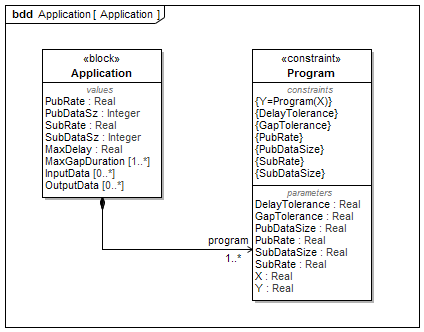 bdd Application [ Application ]
«block»
Application
values
PubRate : Real
PubDataSz : Integer
SubRate : Real
SubDataSz : Integer
MaxDelay : Real
MaxGapDuration [1..*]
InputData [0..*]
OutputData [0..*]
«constraint»
Program
constraints
{Y=Program(X)}
{DelayTolerance}
{GapTolerance}
{PubRate}
{PubDataSize}
{SubRate}
{SubDataSize}
parameters
DelayTolerance : Real
GapTolerance : Real
PubDataSize : Real
PubRate : Real
SubDataSize : Real
SubRate : Real
X : Real
Y : Real
program
1..*